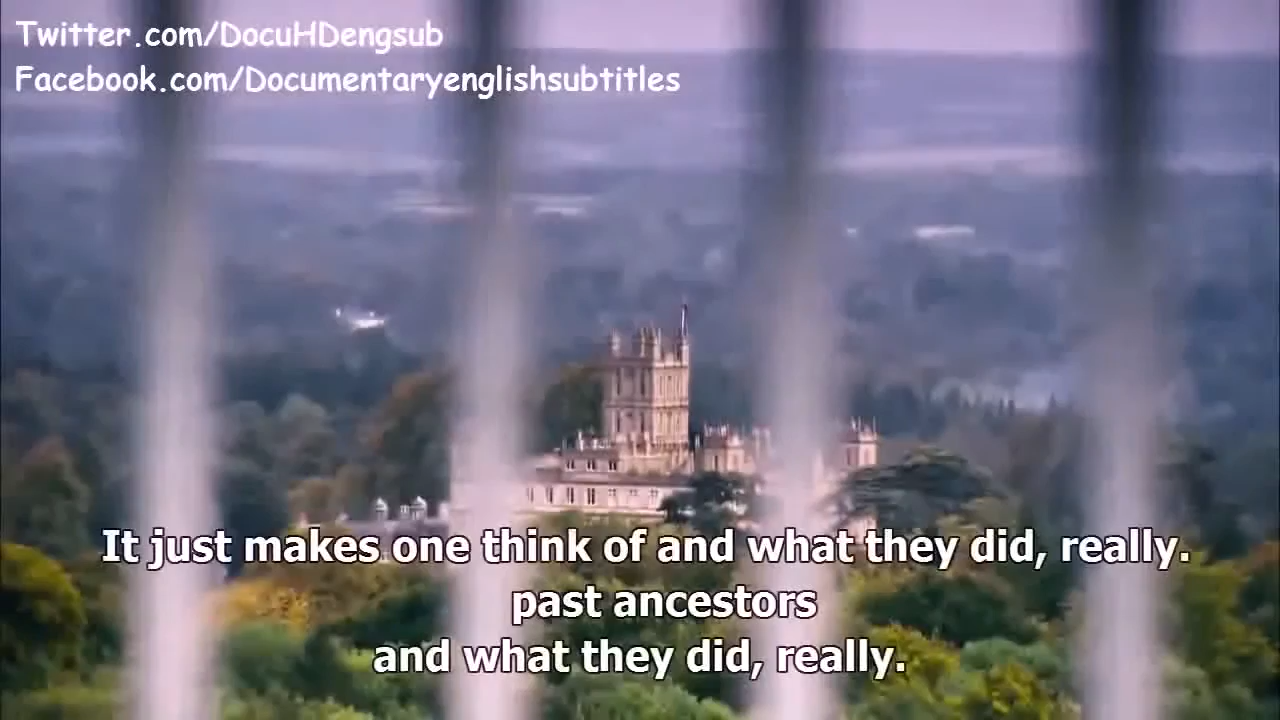 Twitter.com/DocuHDengsub
Facebook.com/Documentaryenglishsubtitles
It just makes one think of and what they did, really.
past ancestors
and what they did, really.